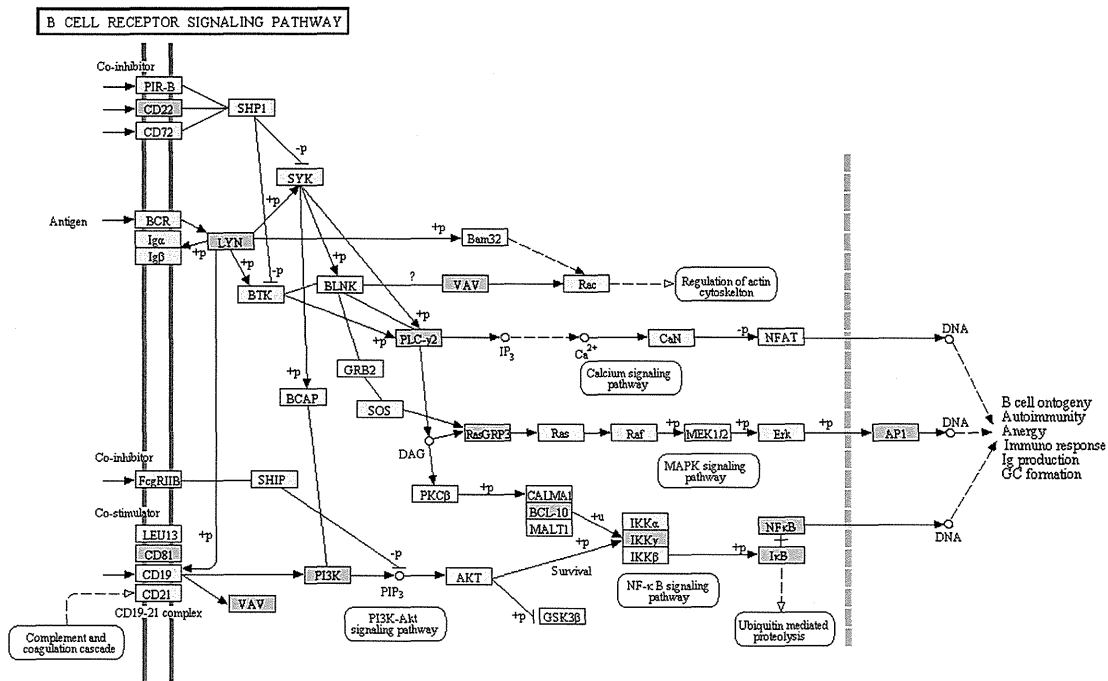 B CELL RECEPTOR SIGNALING PATHWAY
Co-inhibitor
PIR-B
CD22
SHP1
CD72
-p
SYK
+p
Antigen
BCR
Igα
LYN
+p
Bam32
Igβ
+p
+p
-p
+p
BTK
BLNK
?
VAV
Rac
Regulation of actin
cytoskelton
+p
+p
PLC-γ2
IP3
Ca2+
CaN
-p
NFAT
DNA
GRB2
Calcium signaling
pathway
+p
BCAP
SOS
B cell ontogeny
Autoimmunity
Anergy
Immuno response
Ig production
GC formation
DAG
RasGRP3
Ras
Raf
+p
MEK1/2
+p
Erk
+p
AP1
DNA
MAPK signaling
pathway
Co-inhibitor
FcgRIIB
SHIP
PKCβ
+p
CALMA1
BCL-10
MALT1
+u
Co-stimulator
LEU13
CD81
CD19
CD21
CD19-21 complex
+p
VAV
PI3K
-p
PIP3
AKT
+p
Survival
IKKα
IKKγ
IKKβ
+p
NFκB
IκB
DNA
NF-κ B signaling
pathway
+p
GSK3β
PI3K-Akt
signaling pathway
Ubiquitin mediated
proteolysis
Complement and
coagulation cascade